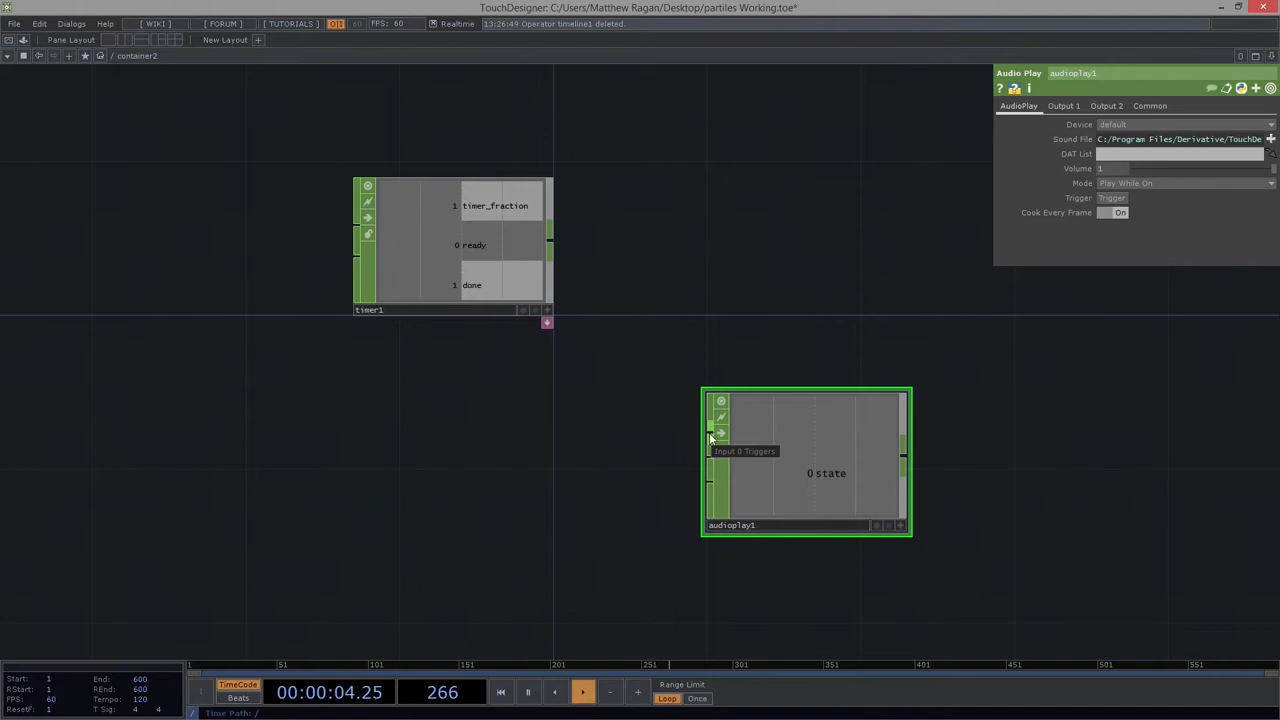 TouchDesigner: C:/Users/Matthew Ragan/Desktop/partiles Working.toe*
File Edit Dialogs Help [ WIKI ] [ FORUM ] [ TUTORIALS ] O|I FPS: 60 Realtime 13:26:49 Operator timeline1 deleted.
Pane Layout New Layout +
/ container2
Audio Play audioplay1
AudioPlay Output 1 Output 2 Common
Device default
Sound File C:/Program Files/Derivative/TouchDe
DAT List
Volume 1
Mode Play While On
Trigger Trigger
Cook Every Frame On
1 timer_fraction
0 ready
1 done
timer1
Input 0 Triggers
0 state
audioplay1
1 51 101 151 201 251 301 351 401 451 501 551
Start: 1 End: 600
RStart: 1 REnd: 600
FPS: 60 Tempo: 120
ResetF: 1 T Sig: 4 4
TimeCode
Beats
00:00:04.25 266
Range Limit
Loop Once
/ Time Path: /